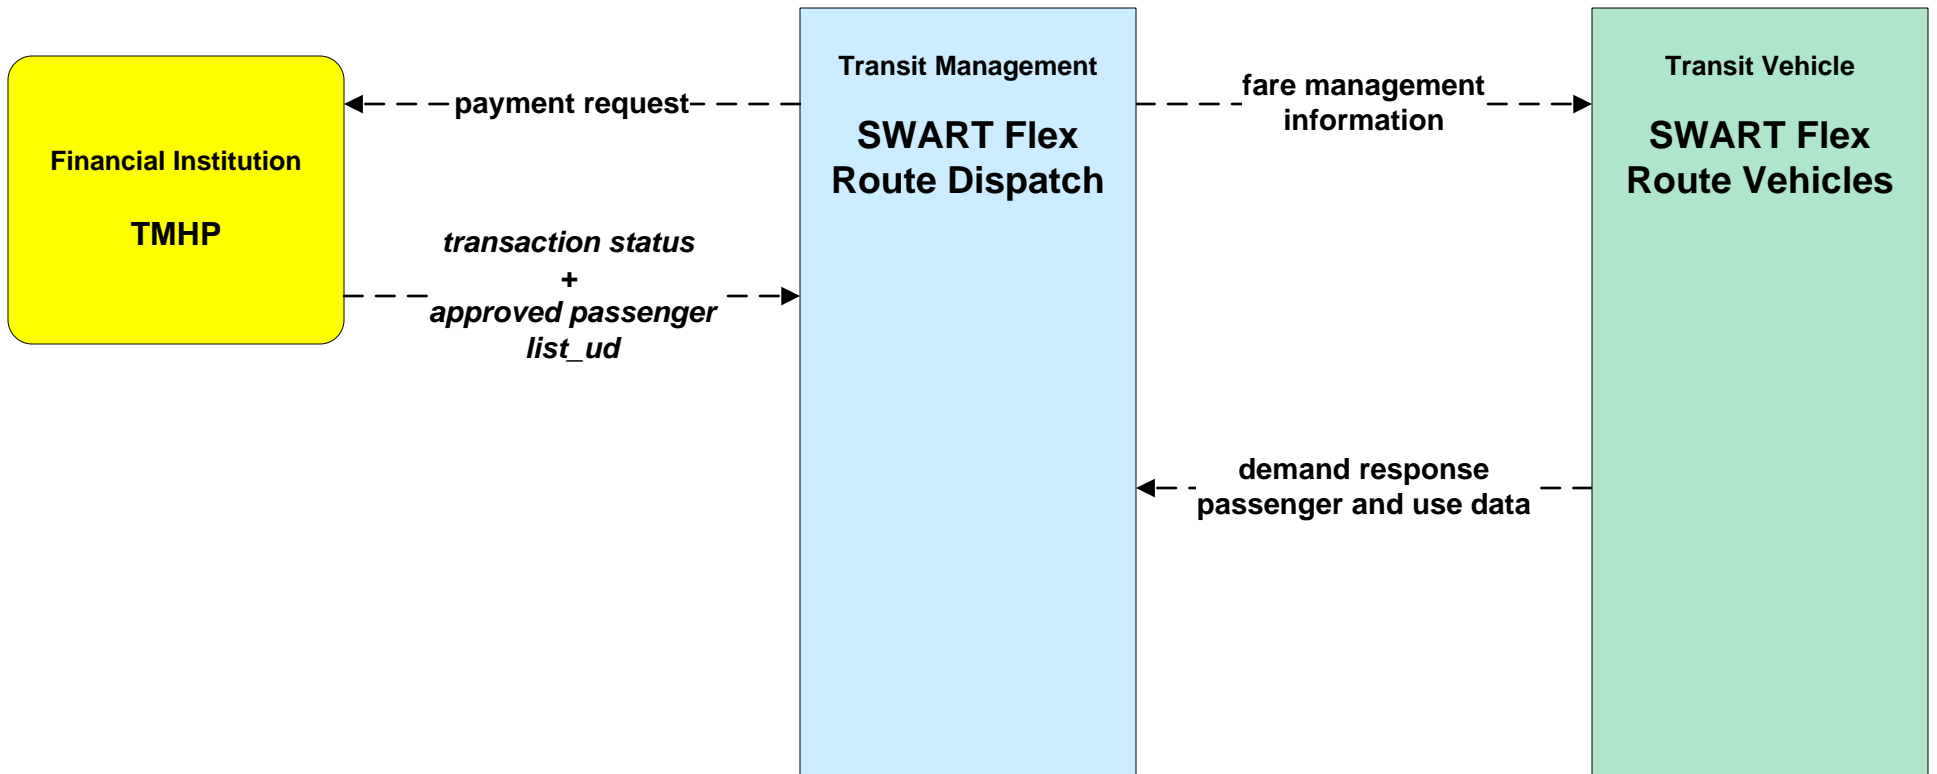 Financial Institution
TMHP
payment request
transaction status
+
approved passenger
list_ud
Transit Management
SWART Flex
Route Dispatch
fare management
information
demand response
passenger and use data
Transit Vehicle
SWART Flex
Route Vehicles